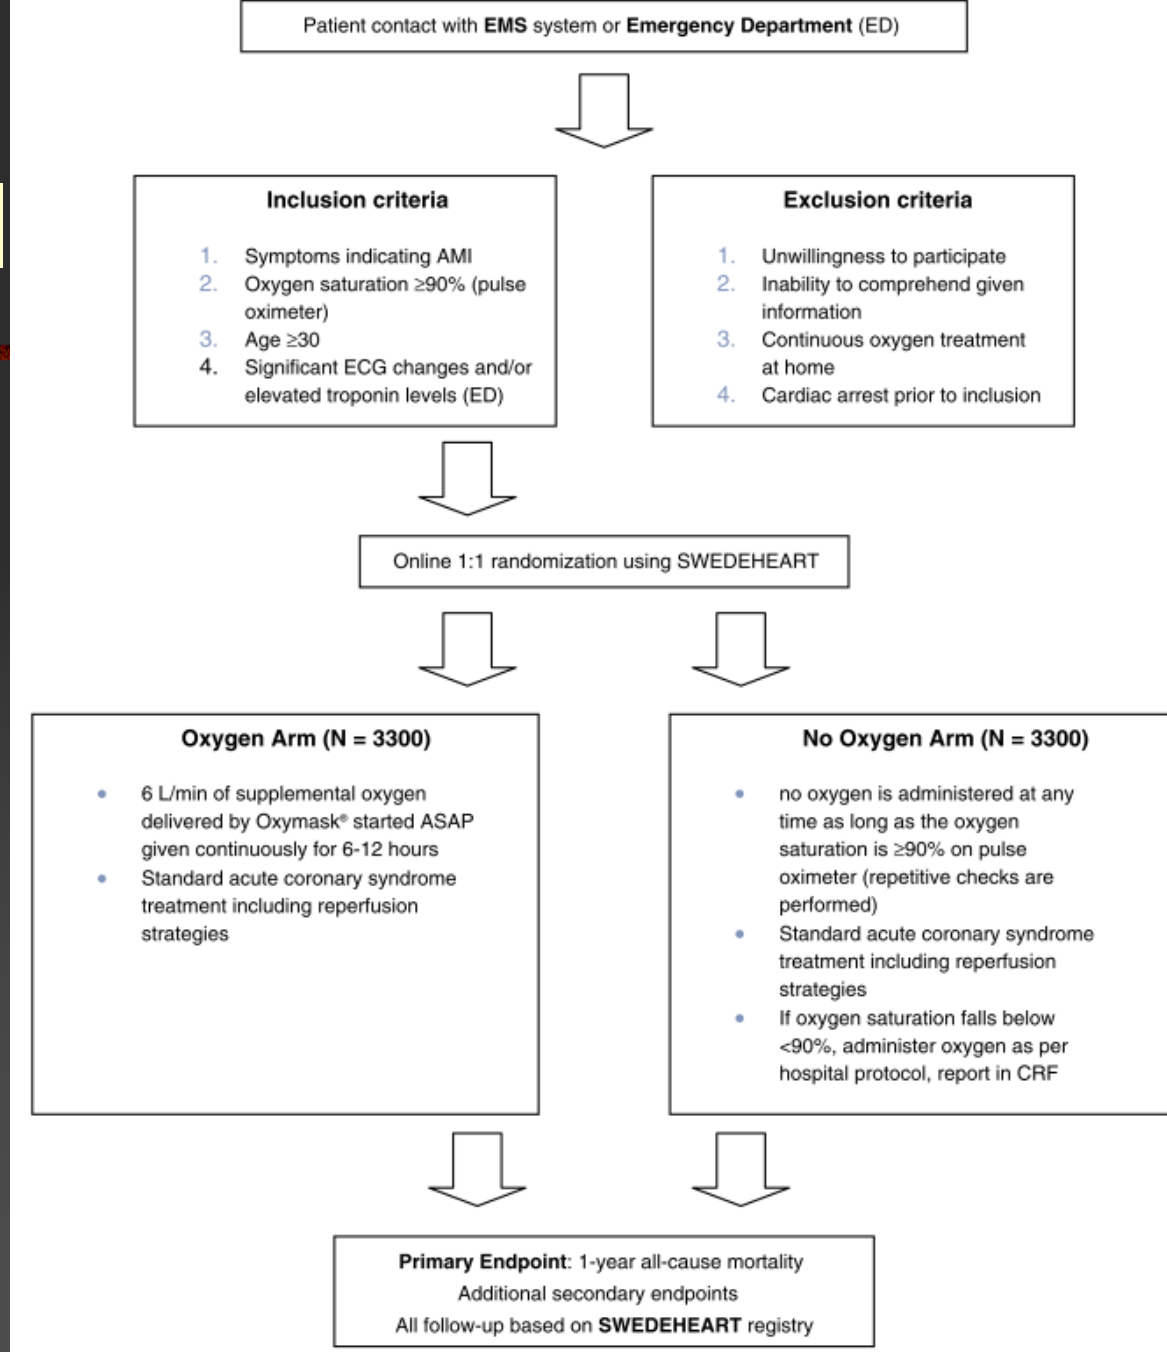 Patient contact with EMS system or Emergency Department (ED)
Inclusion criteria
1. Symptoms indicating AMI
2. Oxygen saturation ≥90% (pulse
oximeter)
3. Age ≥30
4. Significant ECG changes and/or
elevated troponin levels (ED)
Exclusion criteria
1. Unwillingness to participate
2. Inability to comprehend given
information
3. Continuous oxygen treatment
at home
4. Cardiac arrest prior to inclusion
Online 1:1 randomization using SWEDEHEART
Oxygen Arm (N = 3300)
• 6 L/min of supplemental oxygen
delivered by Oxymask® started ASAP
given continuously for 6-12 hours
• Standard acute coronary syndrome
treatment including reperfusion
strategies
No Oxygen Arm (N = 3300)
• no oxygen is administered at any
time as long as the oxygen
saturation is ≥90% on pulse
oximeter (repetitive checks are
performed)
• Standard acute coronary syndrome
treatment including reperfusion
strategies
• If oxygen saturation falls below
<90%, administer oxygen as per
hospital protocol, report in CRF
Primary Endpoint: 1-year all-cause mortality
Additional secondary endpoints
All follow-up based on SWEDEHEART registry